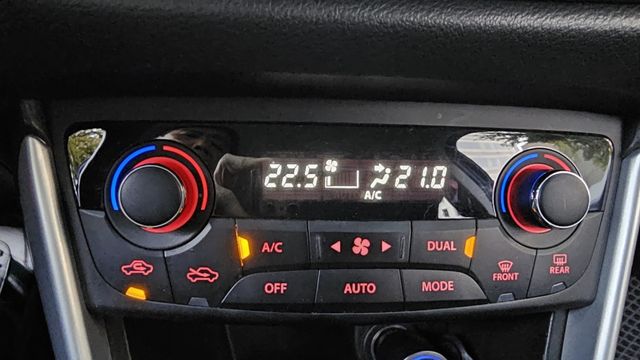 22.5 21.0
A/C
A/C DUAL
FRONT REAR
OFF AUTO MODE